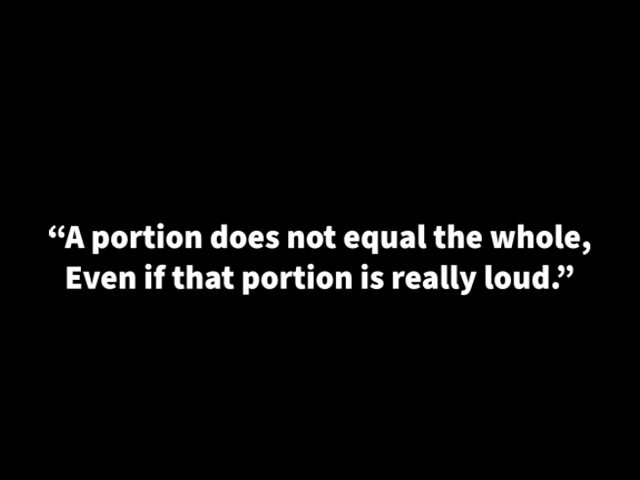 “A portion does not equal the whole,
Even if that portion is really loud.”